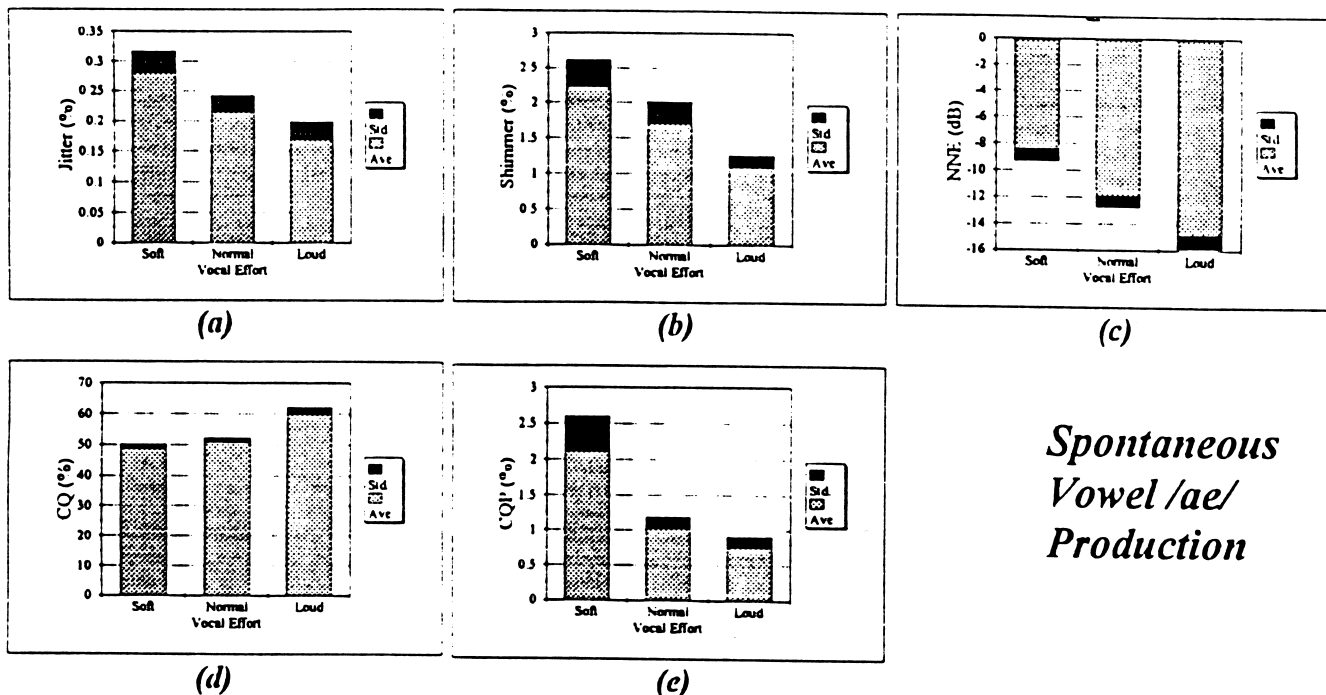 0.35
0.3
0.25
0.2
0.15
0.1
0.05
0
Jitter (%)
Soft Normal Loud
Vocal Effort
Std
Ave
(a)
3
2 5
2
1.5
1
0.5
0
Shimmer (%)
Soft Normal Loud
Vocal Effort
Std
Ave
(b)
0
-2
-4
-6
-8
-10
-12
-14
-16
NNE (dB)
Soft Normal Loud
Vocal Effort
Std
Ave
(c)
70
60
50
40
30
20
10
0
CQ (%)
Soft Normal Loud
Vocal Effort
Std
Ave
(d)
3
2.5
2
1.5
1
0.5
0
CQP (%)
Soft Normal Loud
Vocal Effort
Std.
Ave
(e)
Spontaneous
Vowel /ae/
Production